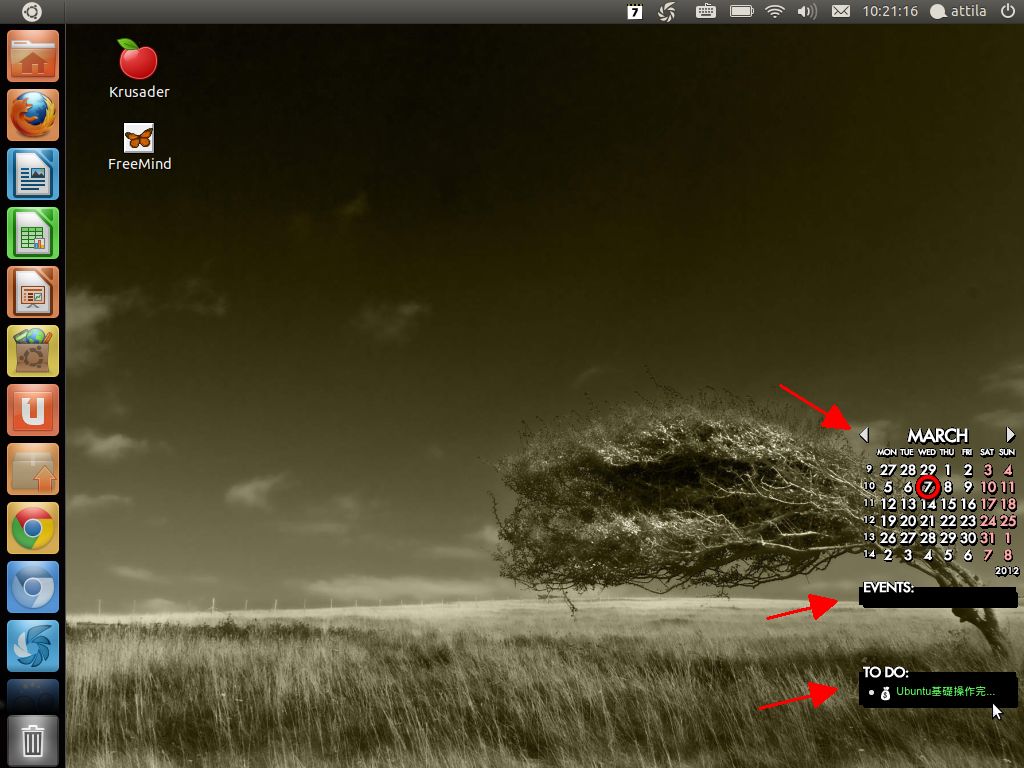 7
10:21:16 attila
Krusader
FreeMind
U
MARCH
MON TUE WED THU FRI SAT SUN
9 27 28 29 1 2 3 4
10 5 6 7 8 9 10 11
11 12 13 14 15 16 17 18
12 19 20 21 22 23 24 25
13 26 27 28 29 30 31 1
14 2 3 4 5 6 7 8
2012
EVENTS:
TO DO:
Ubuntu基礎操作完...